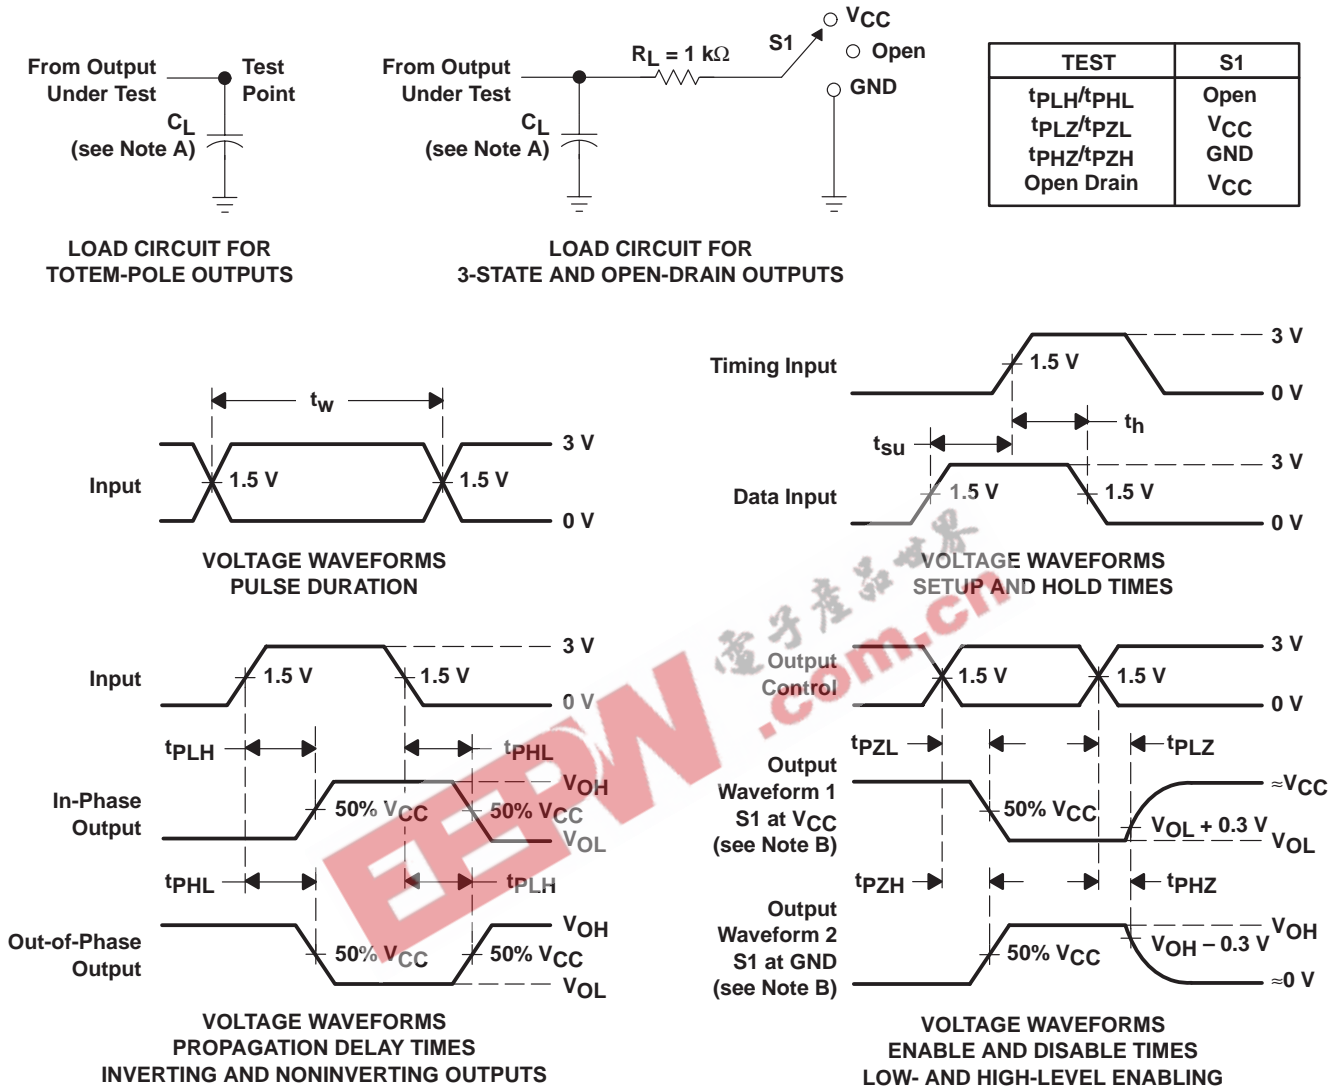 From Output
Under Test
Test
Point
CL
(see Note A)
LOAD CIRCUIT FOR
TOTEM-POLE OUTPUTS
From Output
Under Test
CL
(see Note A)
RL = 1 kΩ
S1
VCC
Open
GND
LOAD CIRCUIT FOR
3-STATE AND OPEN-DRAIN OUTPUTS
TEST S1
tPLH/tPHL Open
tPLZ/tPZL VCC
tPHZ/tPZH GND
Open Drain VCC
tw
Input
1.5 V
1.5 V
3 V
0 V
VOLTAGE WAVEFORMS
PULSE DURATION
Timing Input
1.5 V
3 V
0 V
tsu
th
Data Input
1.5 V
1.5 V
3 V
0 V
VOLTAGE WAVEFORMS
SETUP AND HOLD TIMES
Input
1.5 V
1.5 V
3 V
0 V
tPLH
tPHL
In-Phase
Output
50% VCC
50% VCC
VOH
VOL
tPHL
tPLH
Out-of-Phase
Output
50% VCC
50% VCC
VOH
VOL
VOLTAGE WAVEFORMS
PROPAGATION DELAY TIMES
INVERTING AND NONINVERTING OUTPUTS
Output
Control
1.5 V
1.5 V
3 V
0 V
tPZL
tPLZ
Output
Waveform 1
S1 at VCC
(see Note B)
50% VCC
VOL + 0.3 V
≈VCC
VOL
tPZH
tPHZ
Output
Waveform 2
S1 at GND
(see Note B)
50% VCC
VOH − 0.3 V
VOH
≈0 V
VOLTAGE WAVEFORMS
ENABLE AND DISABLE TIMES
LOW- AND HIGH-LEVEL ENABLING
EEPW.com.cn
電子產品世界